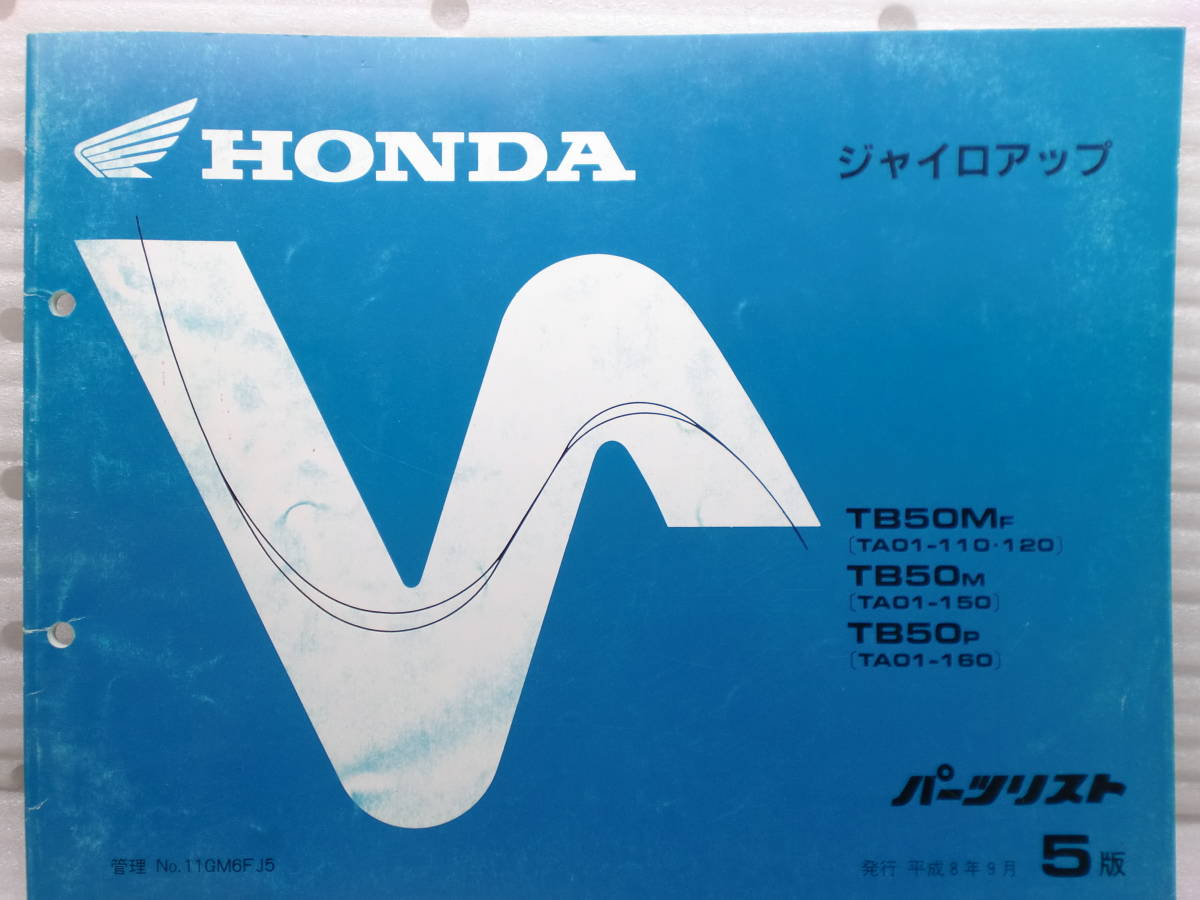 HONDA
ジャイロアップ
TB50MF
〔TA01-110・120〕
TB50M
〔TA01-150〕
TB50P
〔TA01-160〕
パーツリスト
管理 No.11GM6FJ5
発行 平成8年9月 5版